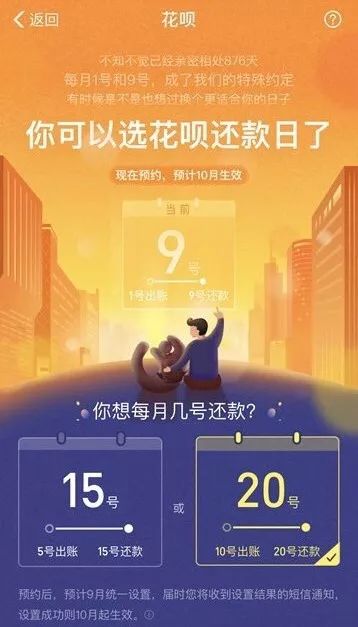 返回
花呗
?
不知不觉已经亲密相处876天
每月1号和9号，成了我们的特殊约定
有时候是不是也想过换个更适合你的日子
你可以选花呗还款日了
现在预约，预计10月生效
当前
9号
1号出账 9号还款
你想每月几号还款？
15号
5号出账 15号还款
或
20号
10号出账 20号还款
预约后，预计9月统一设置，届时您将收到设置结果的短信通知，
设置成功则10月起生效。